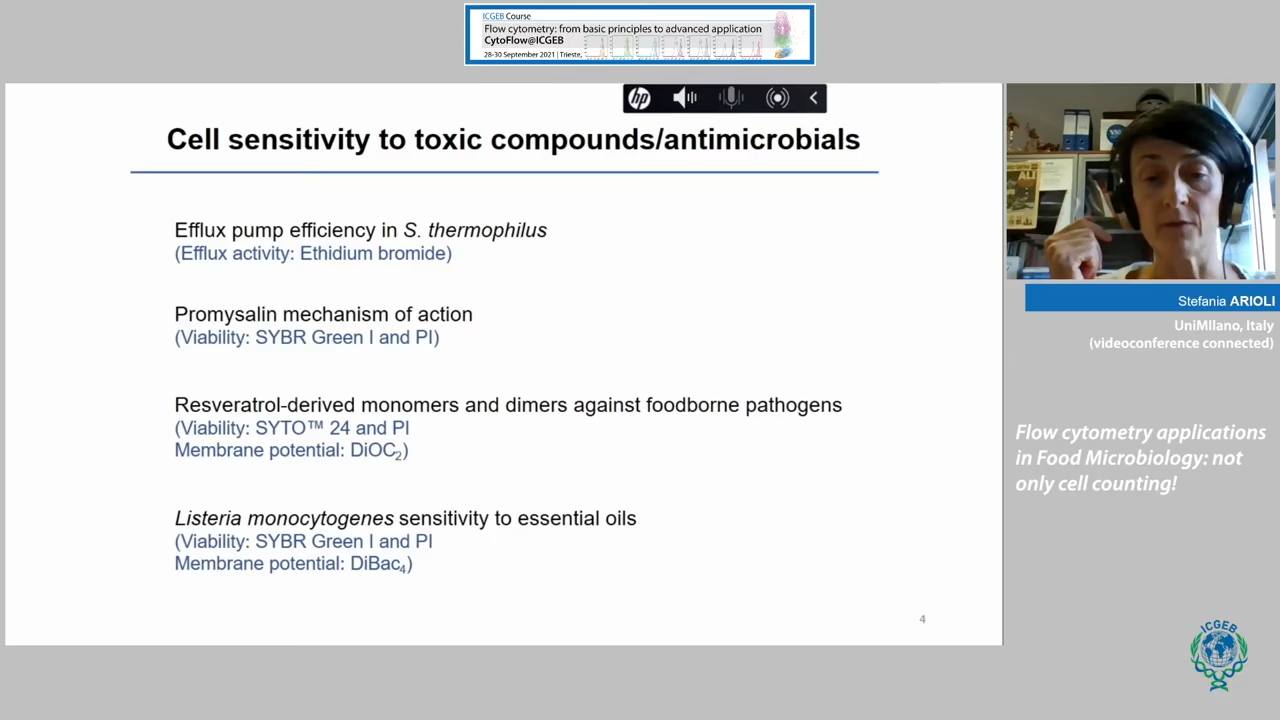 ICGEB Course
Flow cytometry: from basic principles to advanced application
CytoFlow@ICGEB
28-30 September 2021 | Trieste,
hp
Cell sensitivity to toxic compounds/antimicrobials
Efflux pump efficiency in S. thermophilus
(Efflux activity: Ethidium bromide)
Promysalin mechanism of action
(Viability: SYBR Green I and PI)
Resveratrol-derived monomers and dimers against foodborne pathogens
(Viability: SYTO™ 24 and PI
Membrane potential: DiOC₂)
Listeria monocytogenes sensitivity to essential oils
(Viability: SYBR Green I and PI
Membrane potential: DiBac₄)
4
ALI
Stefania ARIOLI
UniMIlano, Italy
(videoconference connected)
Flow cytometry applications
in Food Microbiology: not
only cell counting!
ICGEB